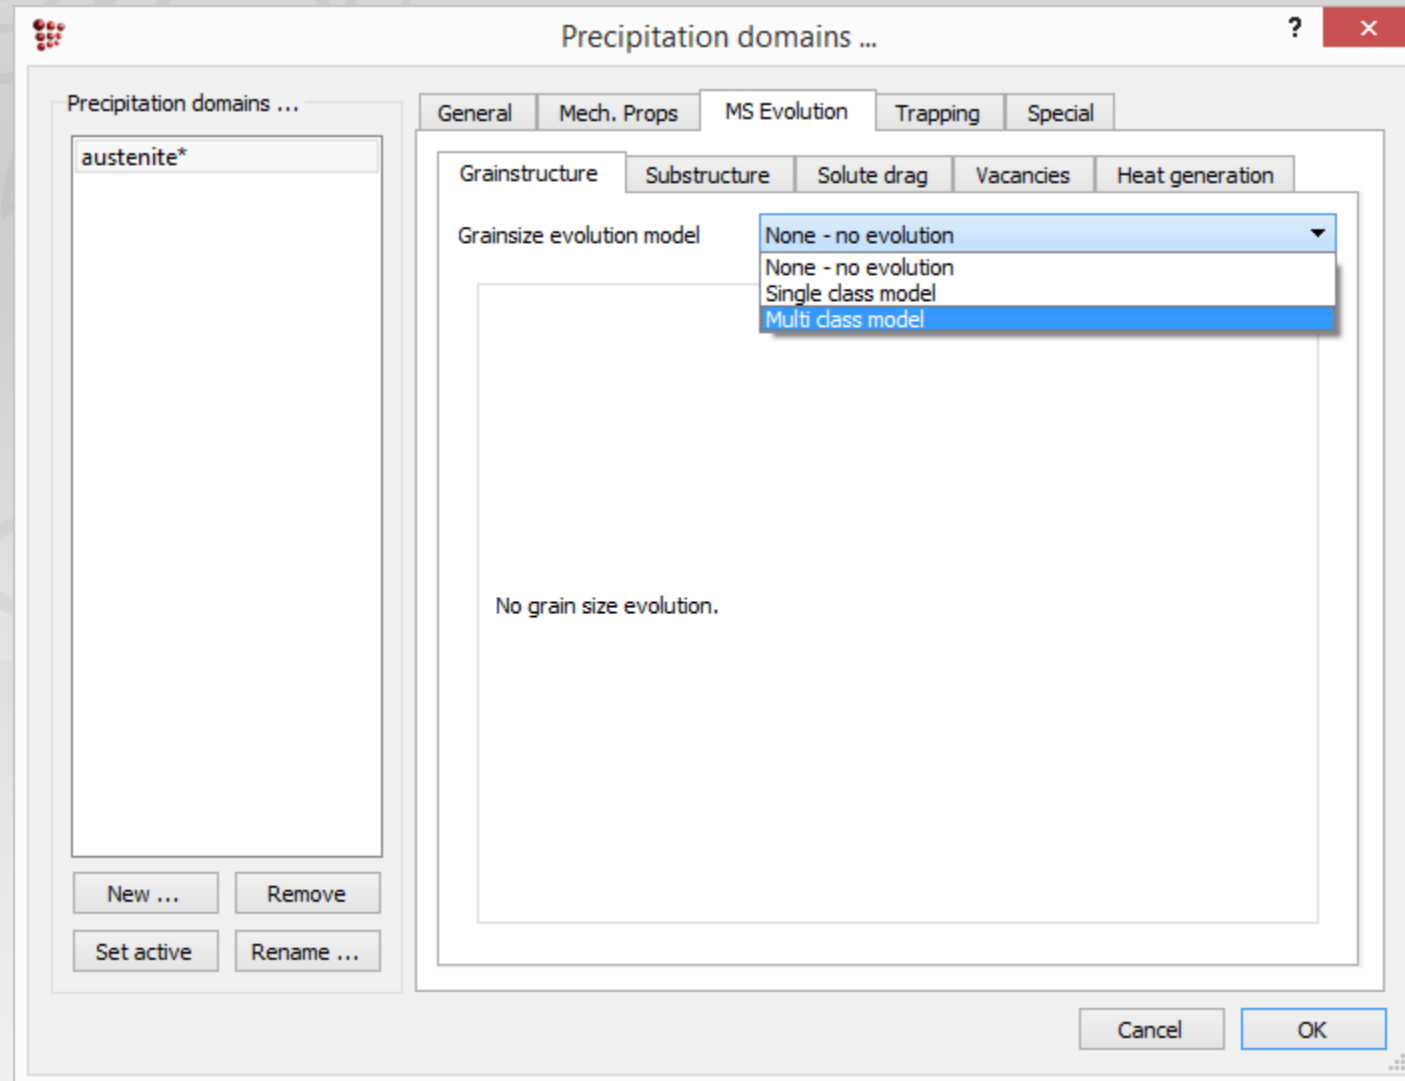 Precipitation domains ...
?
Precipitation domains ...
austenite*
New ...
Remove
Set active
Rename ...
General
Mech. Props
MS Evolution
Trapping
Special
Grainstructure
Substructure
Solute drag
Vacancies
Heat generation
Grainsize evolution model
None - no evolution
None - no evolution
Single class model
Multi class model
No grain size evolution.
Cancel
OK